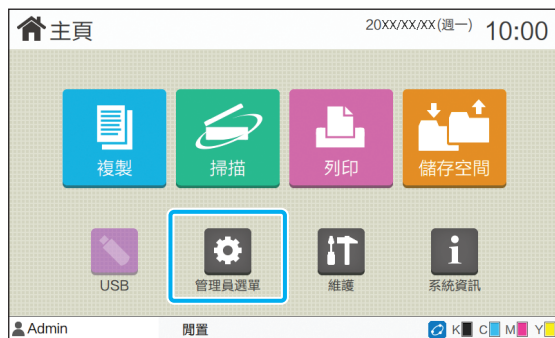 主頁 20XX/XX/XX(週一) 10:00
複製 掃描 列印 儲存空間
USB 管理員選單 維護 系統資訊
Admin 閒置 K C M Y